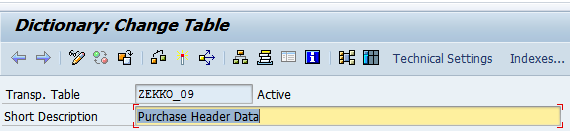 Dictionary: Change Table
Technical Settings Indexes...
Transp. Table ZEKKO_09 Active
Short Description Purchase Header Data